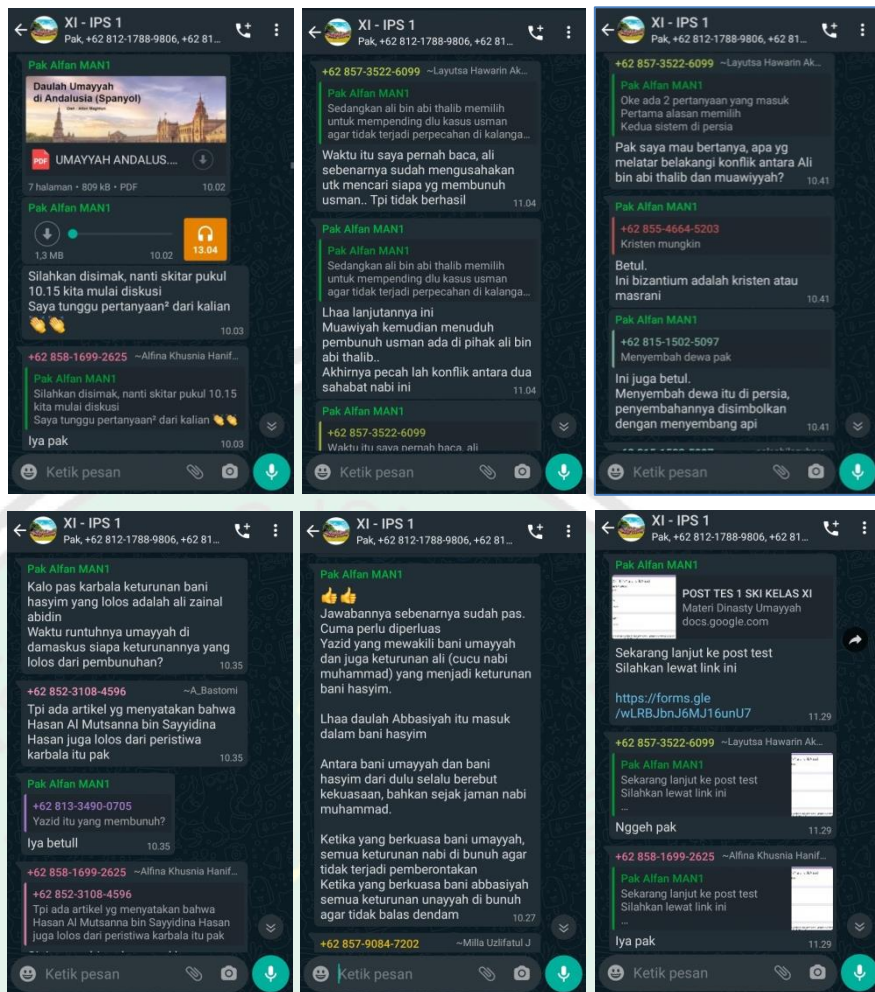 XI - IPS 1
Pak, +62 812-1788-9806, +62 81...
Pak Alfan MAN1
Daulah Umayyah
di Andalusia (Spanyol)
PDF UMAYYAH ANDALUS....
7 halaman • 809 kB • PDF 10.02
Pak Alfan MAN1
1,3 MB 10.02 13.04
Silahkan disimak, nanti skitar pukul
10.15 kita mulai diskusi
Saya tunggu pertanyaan² dari kalian
👏👏 10.03
+62 858-1699-2625 ~Alfina Khusnia Hanif...
Pak Alfan MAN1
Silahkan disimak, nanti skitar pukul 10.15
kita mulai diskusi
Saya tunggu pertanyaan² dari kalian 👏👏
Iya pak 10.03
Ketik pesan
XI - IPS 1
Pak, +62 812-1788-9806, +62 81...
+62 857-3522-6099 ~Layutsa Hawarin Ak...
Pak Alfan MAN1
Sedangkan ali bin abi thalib memilih
untuk mempending dlu kasus usman
agar tidak terjadi perpecahan di kalanga...
Waktu itu saya pernah baca, ali
sebenarnya sudah mengusahakan
utk mencari siapa yg membunuh
usman.. Tpi tidak berhasil 11.04
Pak Alfan MAN1
Pak Alfan MAN1
Sedangkan ali bin abi thalib memilih
untuk mempending dlu kasus usman
agar tidak terjadi perpecahan di kalanga...
Lhaa lanjutannya ini
Muawiyah kemudian menuduh
pembunuh usman ada di pihak ali bin
abi thalib..
Akhirnya pecah lah konflik antara dua
sahabat nabi ini 11.04
Pak Alfan MAN1
+62 857-3522-6099
Waktu itu saya pernah baca, ali
Ketik pesan
XI - IPS 1
Pak, +62 812-1788-9806, +62 81...
+62 857-3522-6099 ~Layutsa Hawarin Ak...
Pak Alfan MAN1
Oke ada 2 pertanyaan yang masuk
Pertama alasan memilih
Kedua sistem di persia
Pak saya mau bertanya, apa yg
melatar belakangi konflik antara Ali
bin abi thalib dan muawiyyah? 10.41
Pak Alfan MAN1
+62 855-4664-5203
Kristen mungkin
Betul.
Ini bizantium adalah kristen atau
masrani 10.41
Pak Alfan MAN1
+62 815-1502-5097
Menyembah dewa pak
Ini juga betul.
Menyembah dewa itu di persia,
penyembahannya disimbolkan
dengan menyembang api 10.41
Ketik pesan
XI - IPS 1
Pak, +62 812-1788-9806, +62 81...
Pak Alfan MAN1
Kalo pas karbala keturunan bani
hasyim yang lolos adalah ali zainal
abidin
Waktu runtuhnya umayyah di
damaskus siapa keturunannya yang
lolos dari pembunuhan? 10.35
+62 852-3108-4596 ~A_Bastomi
Tpi ada artikel yg menyatakan bahwa
Hasan Al Mutsanna bin Sayyidina
Hasan juga lolos dari peristiwa
karbala itu pak 10.35
Pak Alfan MAN1
+62 813-3490-0705
Yazid itu yang membunuh?
Iya betull 10.35
+62 858-1699-2625 ~Alfina Khusnia Hanif...
+62 852-3108-4596
Tpi ada artikel yg menyatakan bahwa
Hasan Al Mutsanna bin Sayyidina Hasan
juga lolos dari peristiwa karbala itu pak
Ketik pesan
XI - IPS 1
Pak, +62 812-1788-9806, +62 81...
Pak Alfan MAN1
👍👍
Jawabannya sebenarnya sudah pas.
Cuma perlu diperluas
Yazid yang mewakili bani umayyah
dan juga keturunan ali (cucu nabi
muhammad) yang menjadi keturunan
bani hasyim.
Lhaa daulah Abbasiyah itu masuk
dalam bani hasyim
Antara bani umayyah dan bani
hasyim dari dulu selalu berebut
kekuasaan, bahkan sejak jaman nabi
muhammad.
Ketika yang berkuasa bani umayyah,
semua keturunan nabi di bunuh agar
tidak terjadi pemberontakan
Ketika yang berkuasa bani abbasiyah
semua keturunan unayyah di bunuh
agar tidak balas dendam 10.27
+62 857-9084-7202 ~Milla Uzlifatul J
Ketik pesan
XI - IPS 1
Pak, +62 812-1788-9806, +62 81...
Pak Alfan MAN1
POST TES 1 SKI KELAS XI
Materi Dinasty Umayyah
docs.google.com
Sekarang lanjut ke post test
Silahkan lewat link ini
https://forms.gle
/wLRBJbnJ6MJ16unU7 11.29
+62 857-3522-6099 ~Layutsa Hawarin Ak...
Pak Alfan MAN1
Sekarang lanjut ke post test
Silahkan lewat link ini
...
Nggeh pak 11.29
+62 858-1699-2625 ~Alfina Khusnia Hanif...
Pak Alfan MAN1
Sekarang lanjut ke post test
Silahkan lewat link ini
...
Iya pak 11.29
Ketik pesan